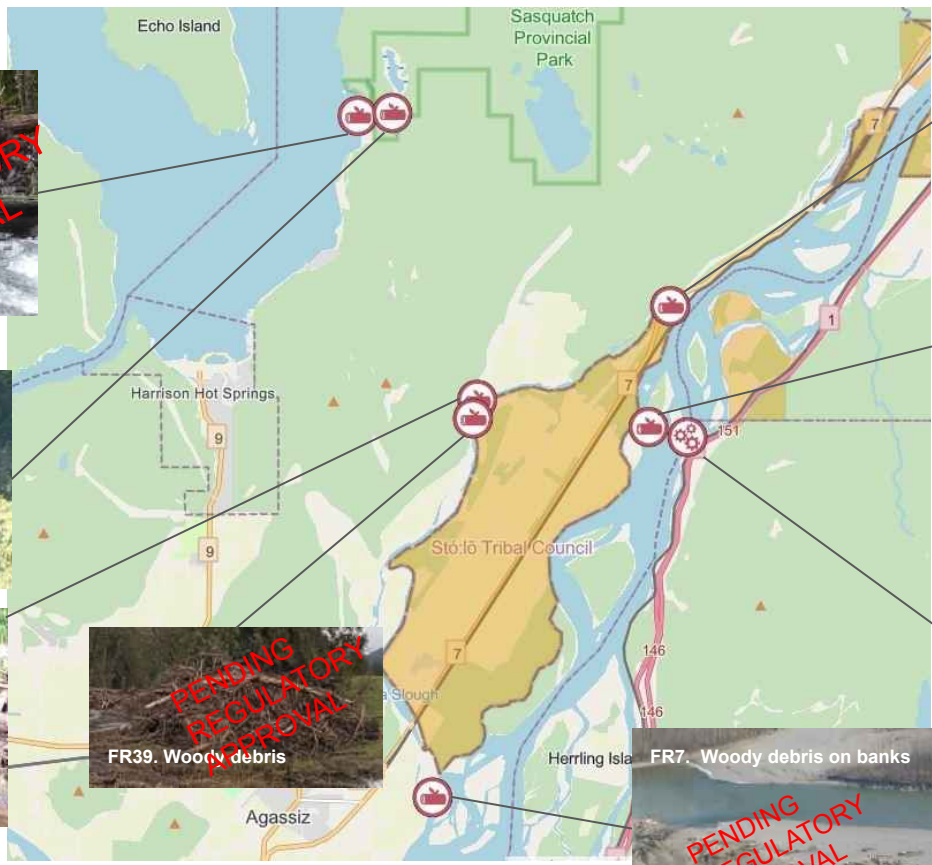 Echo Island
Sasquatch
Provincial
Park
7
1
Harrison Hot Springs
7
9
151
9
Stó:lō Tribal Council
146
7
a Slough
146
PENDING
REGULATORY
APPROVAL
FR39. Woody debris
Herrling Isla
FR7. Woody debris on banks
PENDING
Agassiz